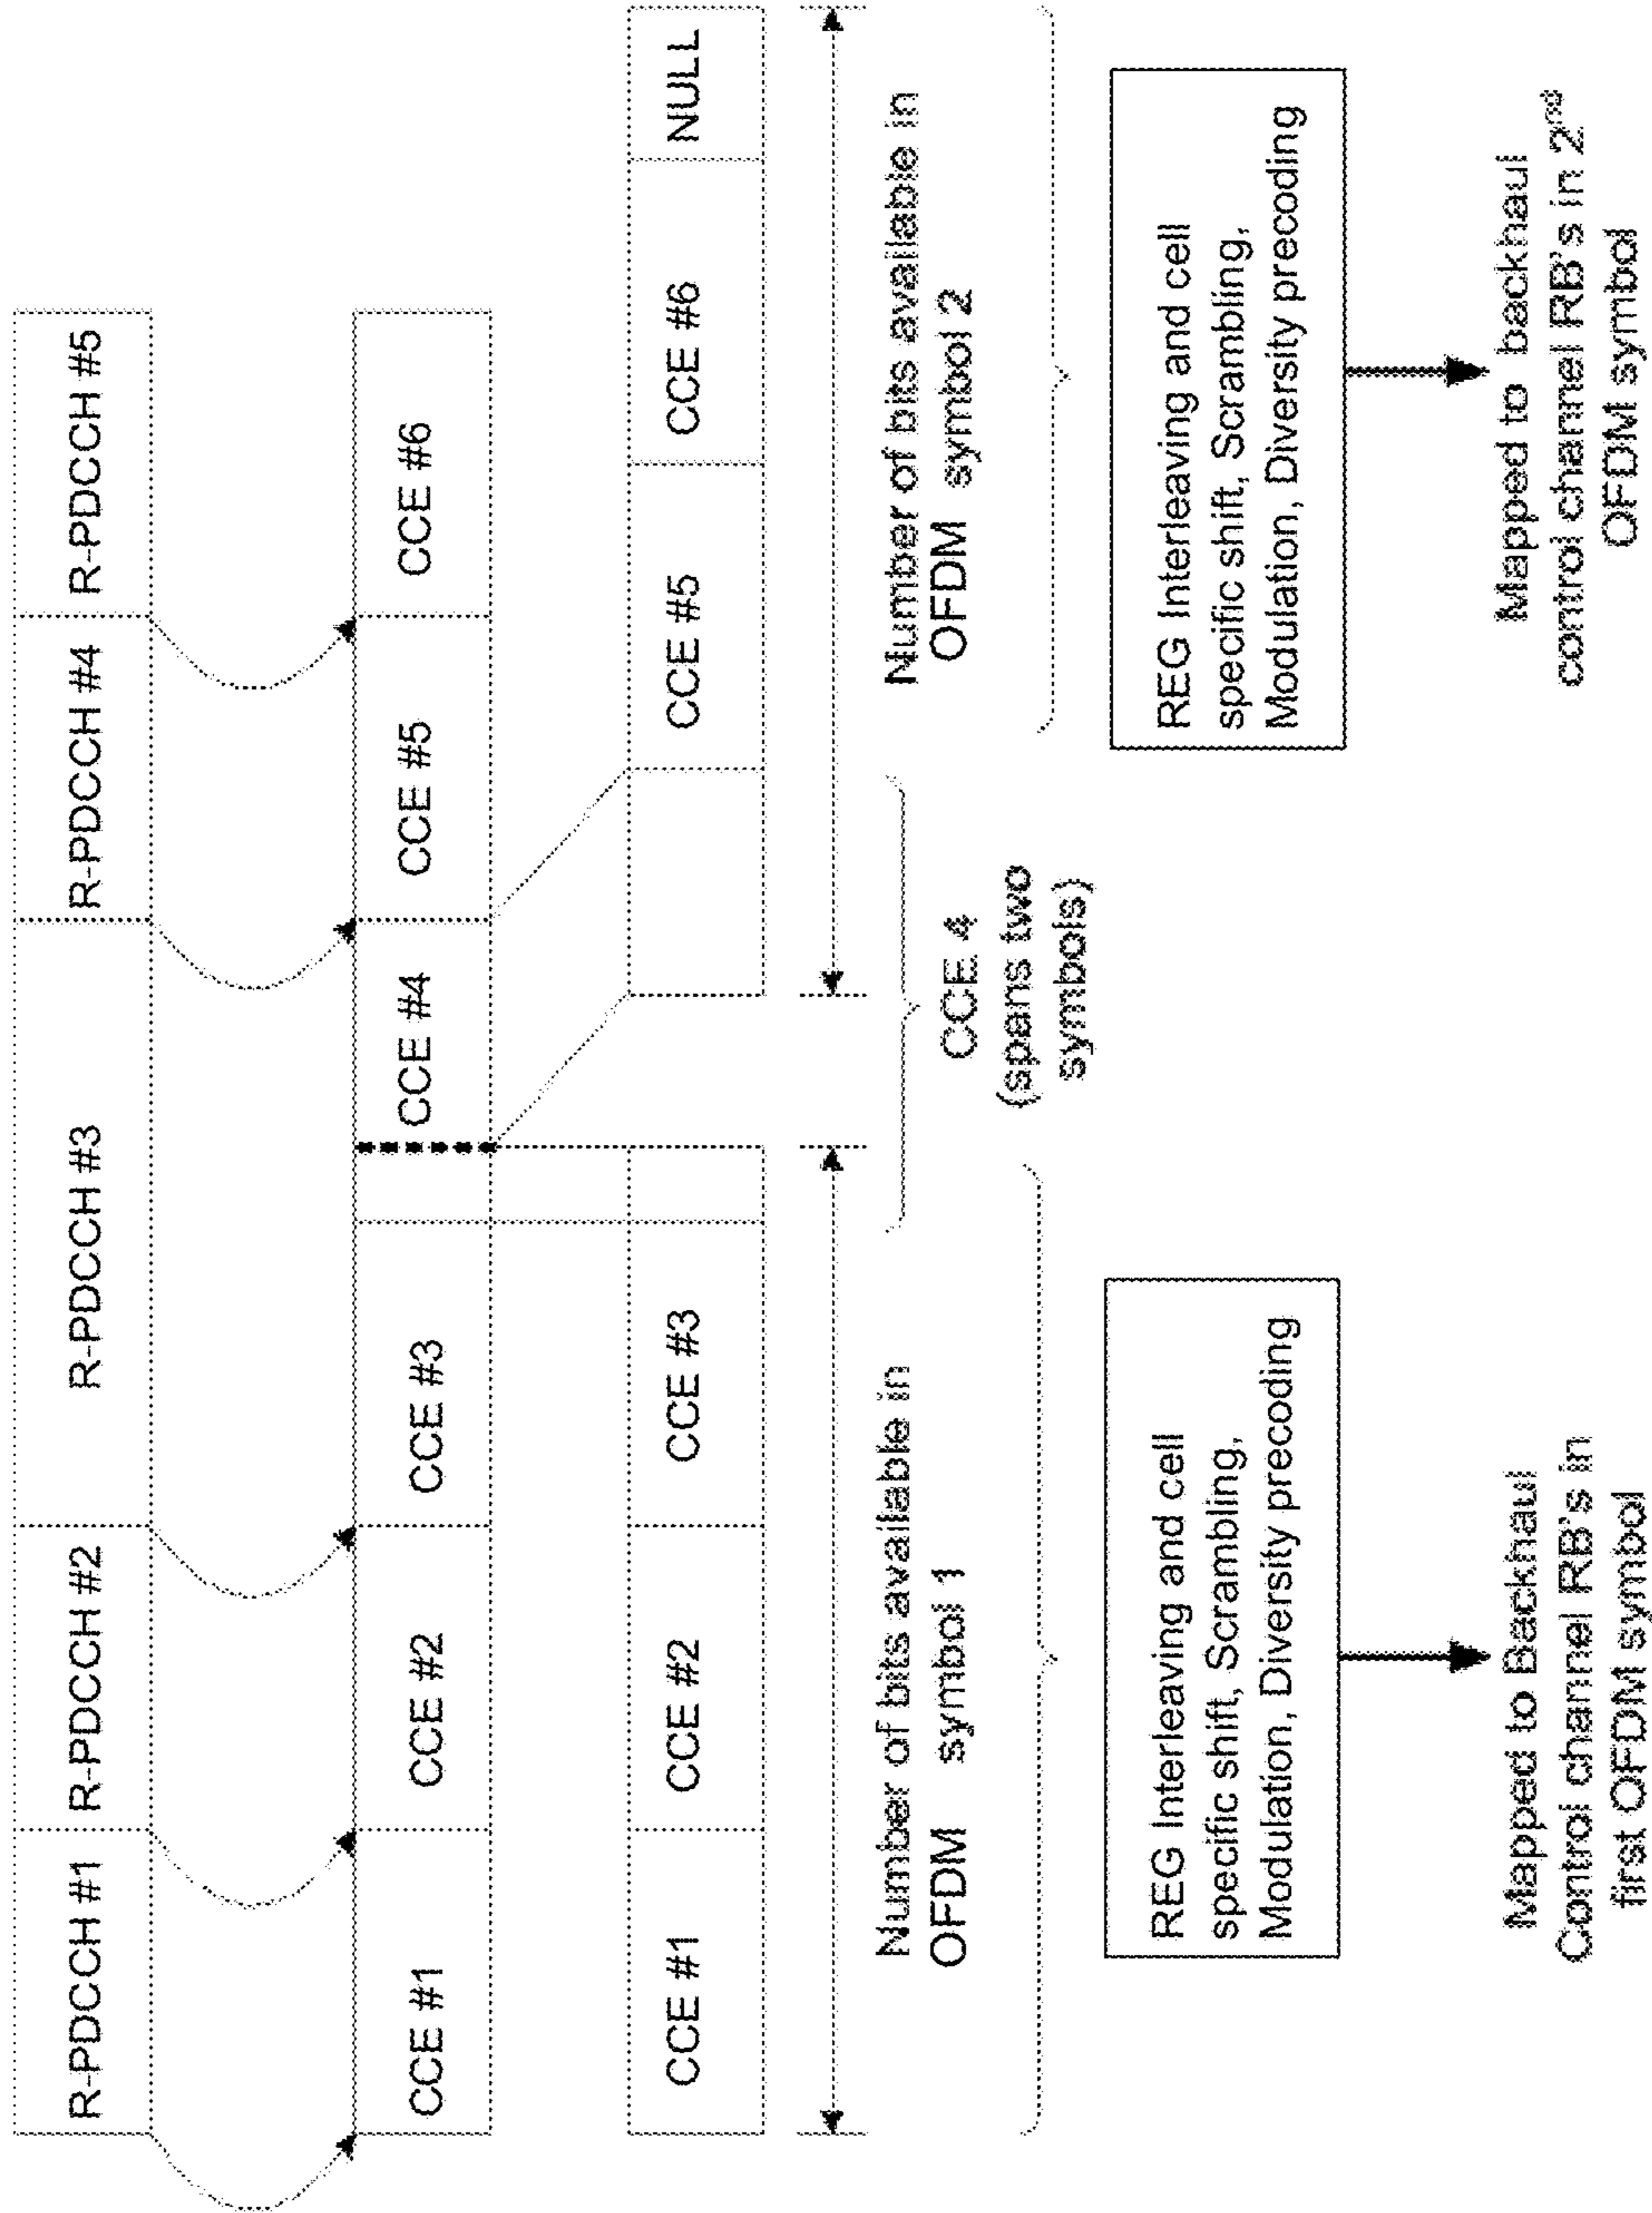 R-PDCCH #1
R-PDCCH #2
R-PDCCH #3
R-PDCCH #4
R-PDCCH #5
CCE #1
CCE #2
CCE #3
CCE #4
CCE #5
CCE #6
CCE #1
CCE #2
CCE #3
CCE #5
CCE #6
NULL
Number of bits available in
OFDM symbol 1
CCE 4
(spans two
symbols)
Number of bits available in
OFDM symbol 2
REG Interleaving and cell
specific shift, Scrambling,
Modulation, Diversity precoding
REG Interleaving and cell
specific shift, Scrambling,
Modulation, Diversity precoding
Mapped to Backhaul
Control channel RB's in
first OFDM symbol
Mapped to backhaul
control channel RB's in 2nd
OFDM symbol